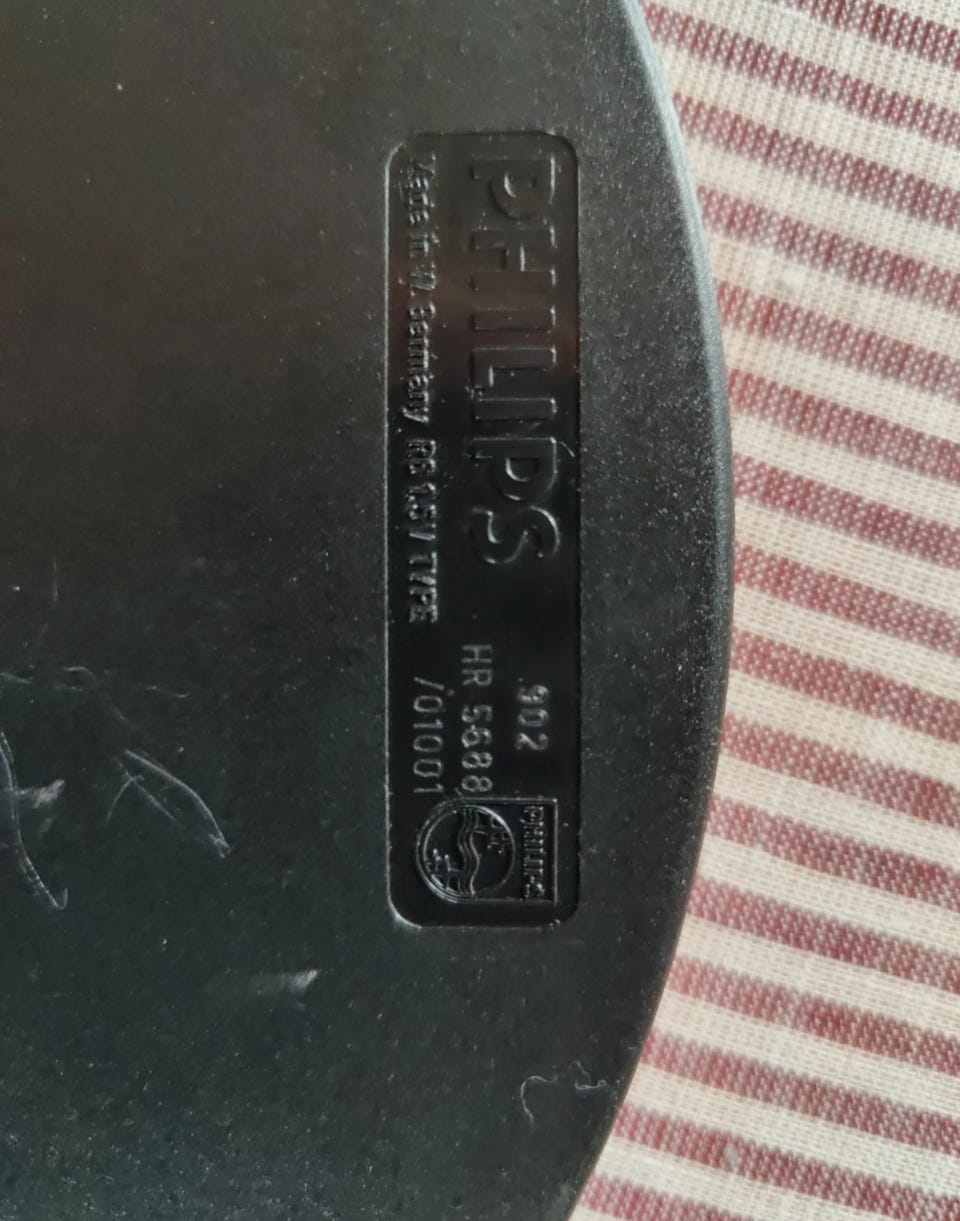 PHILIPS
902
HR 5688
Made in W. Germany R6 1.5V TYPE
/01001
PHILIPS